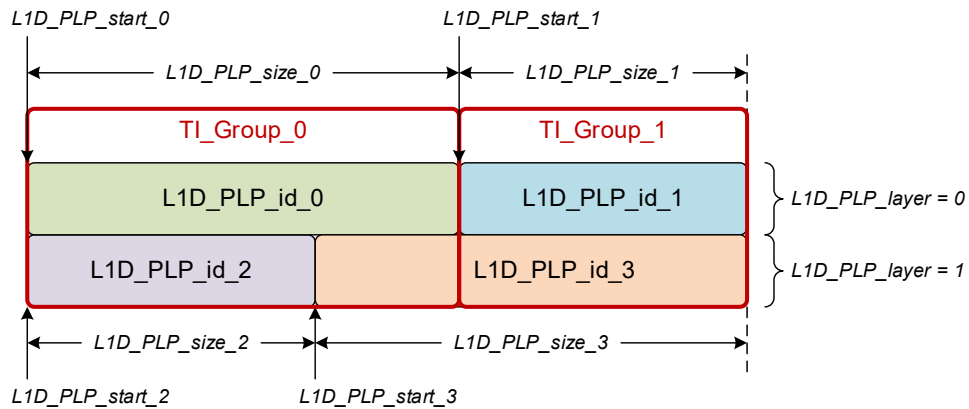 L1D_PLP_start_0
L1D_PLP_start_1
L1D_PLP_size_0
L1D_PLP_size_1
TI_Group_0
TI_Group_1
L1D_PLP_id_0
L1D_PLP_id_1
L1D_PLP_layer = 0
L1D_PLP_id_2
L1D_PLP_id_3
L1D_PLP_layer = 1
L1D_PLP_size_2
L1D_PLP_size_3
L1D_PLP_start_2
L1D_PLP_start_3